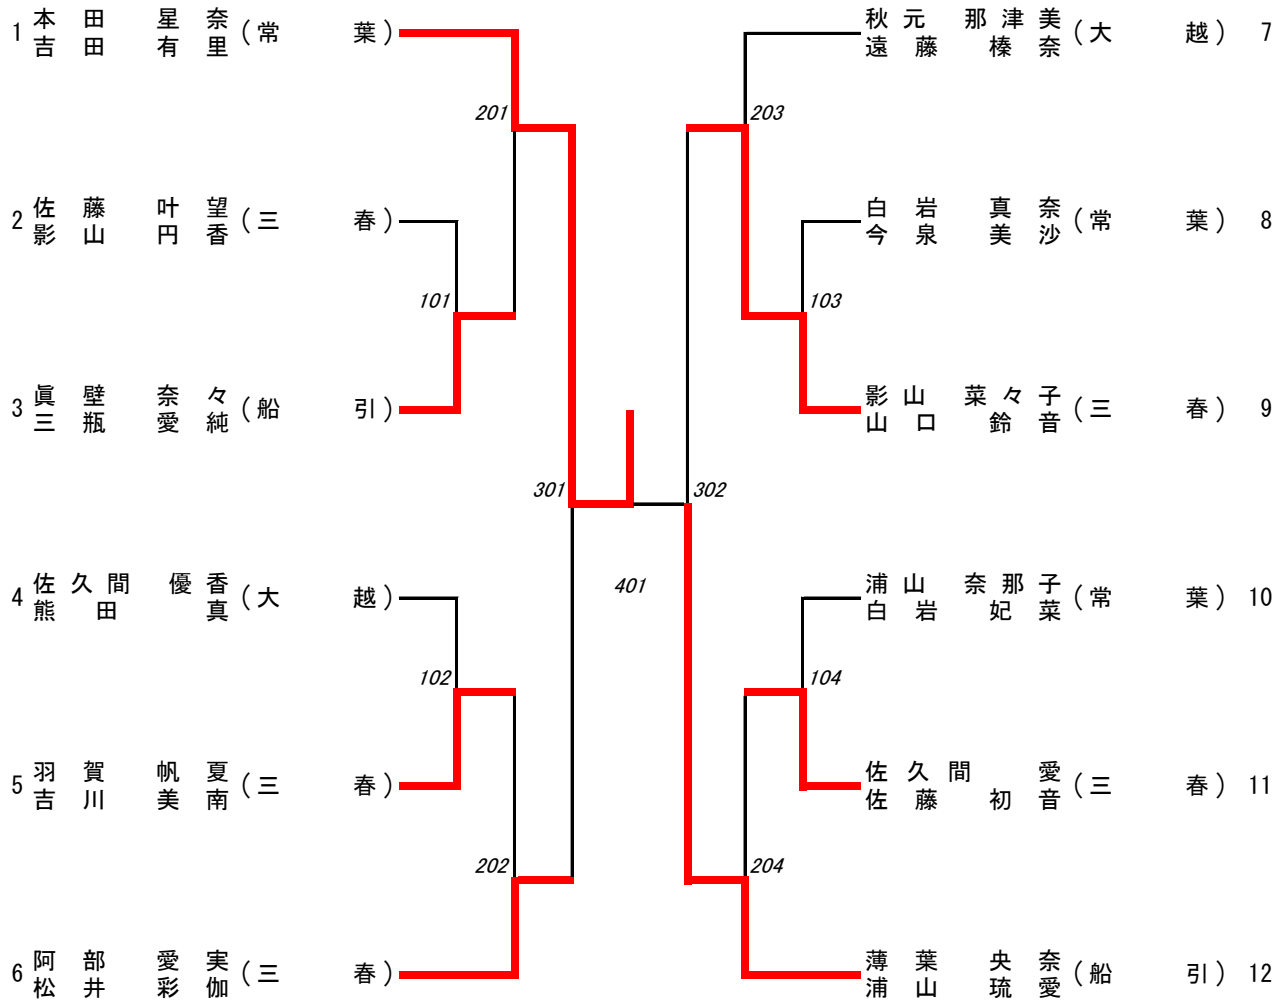 1 本田 星奈 (常 葉)
吉田 有里
2 佐藤 叶望 (三 春)
影山 円香
3 眞壁 奈々 (船 引)
三瓶 愛純
4 佐久間 優香 (大 越)
熊田 真
5 羽賀 帆夏 (三 春)
吉川 美南
6 阿部 愛実 (三 春)
松井 彩伽
201
101
301
102
202
401
203
103
302
104
204
秋元 那津美 (大 越) 7
遠藤 榛奈
白岩 真奈 (常 葉) 8
今泉 美沙
影山 菜々子 (三 春) 9
山口 鈴音
浦山 奈那子 (常 葉) 10
白岩 妃菜
佐久間 愛 (三 春) 11
佐藤 初音
薄葉 央奈 (船 引) 12
浦山 琉愛